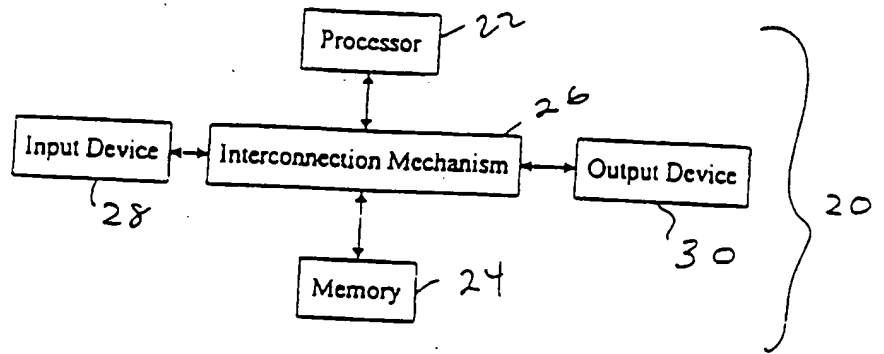 Processor 22
26
Input Device Interconnection Mechanism Output Device
28 30 20
Memory 24